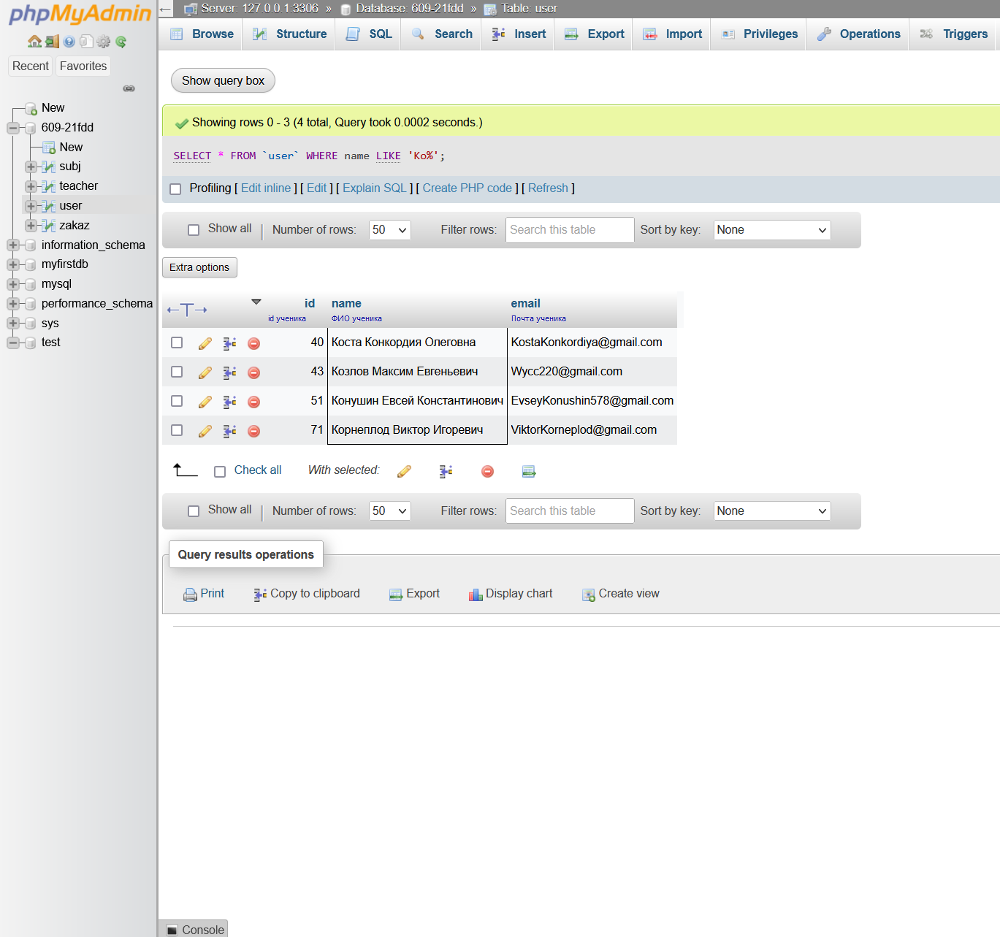 phpMyAdmin
Recent Favorites
New
609-21fdd
New
subj
teacher
user
zakaz
information_schema
myfirstdb
mysql
performance_schema
sys
test
← Server: 127.0.0.1:3306 » Database: 609-21fdd » Table: user
Browse Structure SQL Search Insert Export Import Privileges Operations Triggers
Show query box
Showing rows 0 - 3 (4 total, Query took 0.0002 seconds.)
SELECT * FROM `user` WHERE name LIKE 'Ko%';
Profiling [ Edit inline ] [ Edit ] [ Explain SQL ] [ Create PHP code ] [ Refresh ]
Show all | Number of rows: 50 Filter rows: Search this table Sort by key: None
Extra options
←T→ id name email
id ученика ФИО ученика Почта ученика
40 Коста Конкордия Олеговна KostaKonkordiya@gmail.com
43 Козлов Максим Евгеньевич Wycc220@gmail.com
51 Конушин Евсей Константинович EvseyKonushin578@gmail.com
71 Корнеплод Виктор Игоревич ViktorKorneplod@gmail.com
Check all With selected:
Show all | Number of rows: 50 Filter rows: Search this table Sort by key: None
Query results operations
Print Copy to clipboard Export Display chart Create view
Console